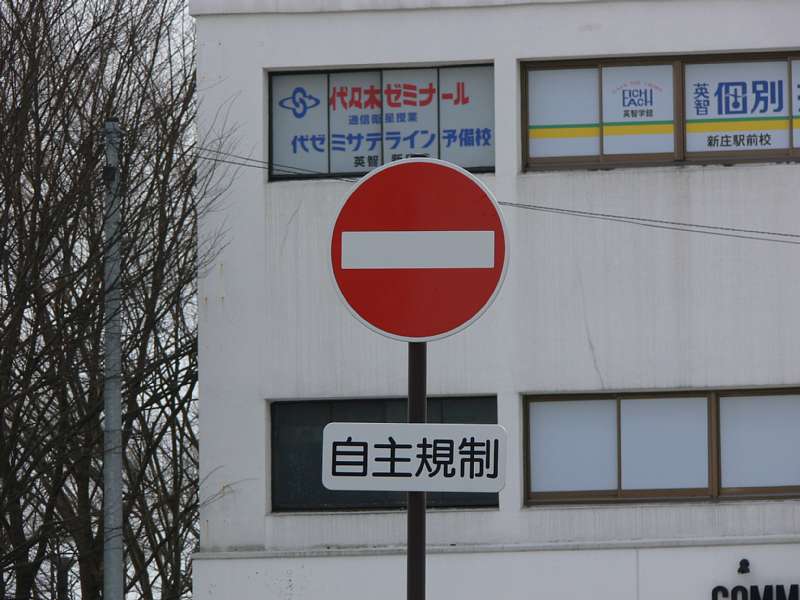 代々木ゼミナール
通信衛星授業
代ゼミサテライン予備校
英智
EICHI
EACH
英智学館
英智 個別
新庄駅前校
自主規制
COMM